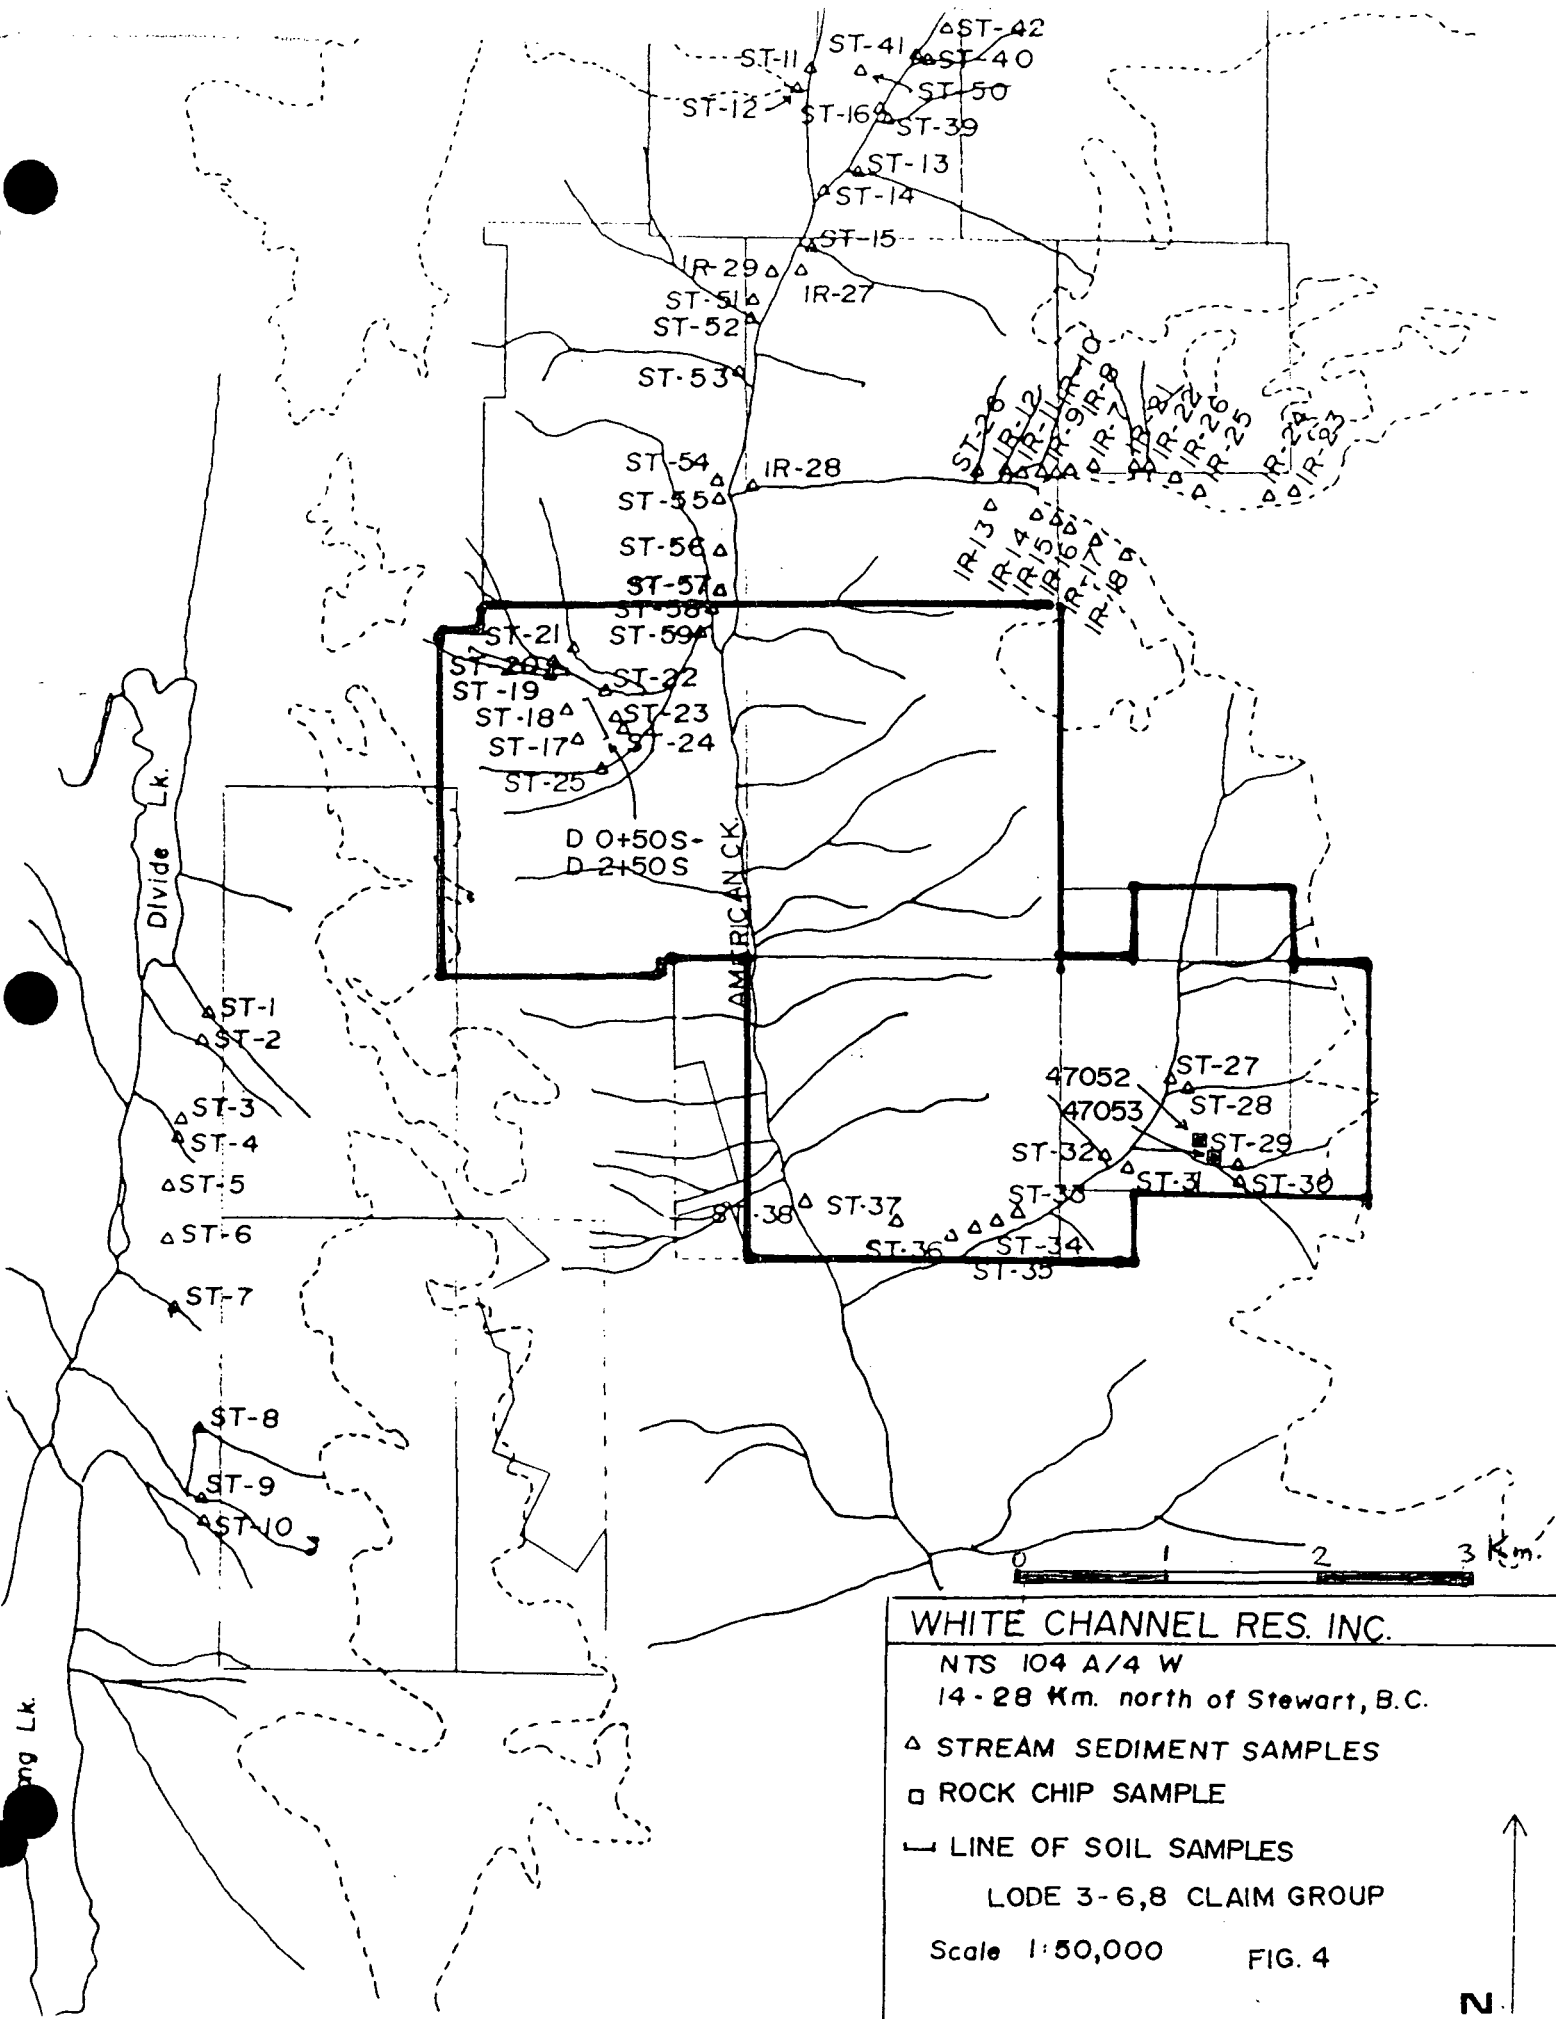 ST-42
ST-41
ST-40
ST-11
ST-50
ST-12
ST-16
ST-39
ST-13
ST-14
ST-15
IR-29
IR-27
ST-51
ST-52
ST-53
ST-26
IR-12
IR-11
IR-10
IR-9
IR-8
IR-7
IR-21
IR-22
IR-26
IR-25
IR-24
IR-23
ST-54
IR-28
ST-55
ST-56
IR-13
IR-14
IR-15
IR-16
IR-17
IR-18
ST-57
ST-58
ST-59
ST-21
ST-20
ST-19
ST-22
ST-18
ST-23
ST-17
ST-24
ST-25
D 0+50S-
D 2+50S
AMERICAN CK.
Divide Lk.
ST-1
ST-2
ST-3
ST-4
ST-5
ST-6
ST-7
ST-8
ST-9
ST-10
47052
47053
ST-27
ST-28
ST-29
ST-30
ST-31
ST-32
ST-33
ST-34
ST-35
ST-36
ST-37
ST-38
0 1 2 3 Km.
WHITE CHANNEL RES. INC.
NTS 104 A/4 W
14-28 Km. north of Stewart, B.C.
STREAM SEDIMENT SAMPLES
ROCK CHIP SAMPLE
LINE OF SOIL SAMPLES
LODE 3-6,8 CLAIM GROUP
Scale 1:50,000 FIG. 4
N
ong Lk.